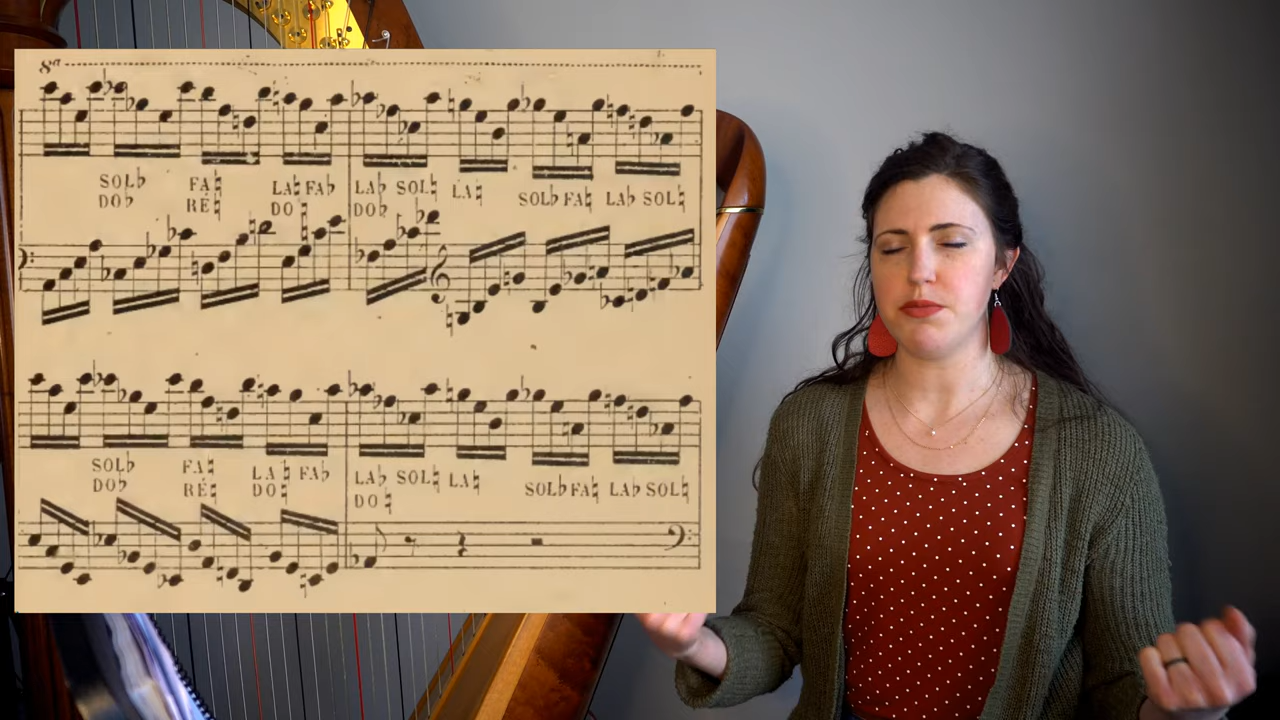 8ª
SOL♭ FA♮ LA♮ FA♭ LA♭ SOL♮ LA♮ SOL♭ FA♮ LA♭ SOL♮
DO♭ RÉ♮ DO♮ DO♭
SOL♭ FA♮ LA♮ FA♭ LA♭ SOL♮ LA♮ SOL♭ FA♮ LA♭ SOL♮
DO♭ RÉ♮ DO♮ DO♮